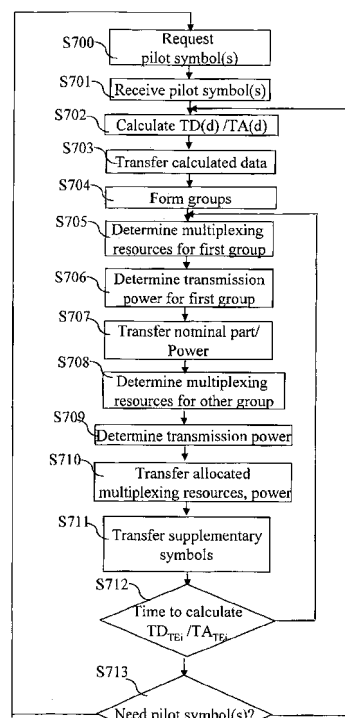 S700
Request
pilot symbol(s)
S701
Receive pilot symbol(s)
S702
Calculate TD(d) /TA(d)
S703
Transfer calculated data
S704
Form groups
S705
Determine multiplexing
resources for first group
S706
Determine transmission
power for first group
S707
Transfer nominal part/
Power
S708
Determine multiplexing
resources for other group
S709
Determine transmission power
S710
Transfer allocated
multiplexing resources, power
S711
Transfer supplementary
symbols
S712
Time to calculate
TD_TEi /TA_TEi
S713
Need pilot symbol(s)?